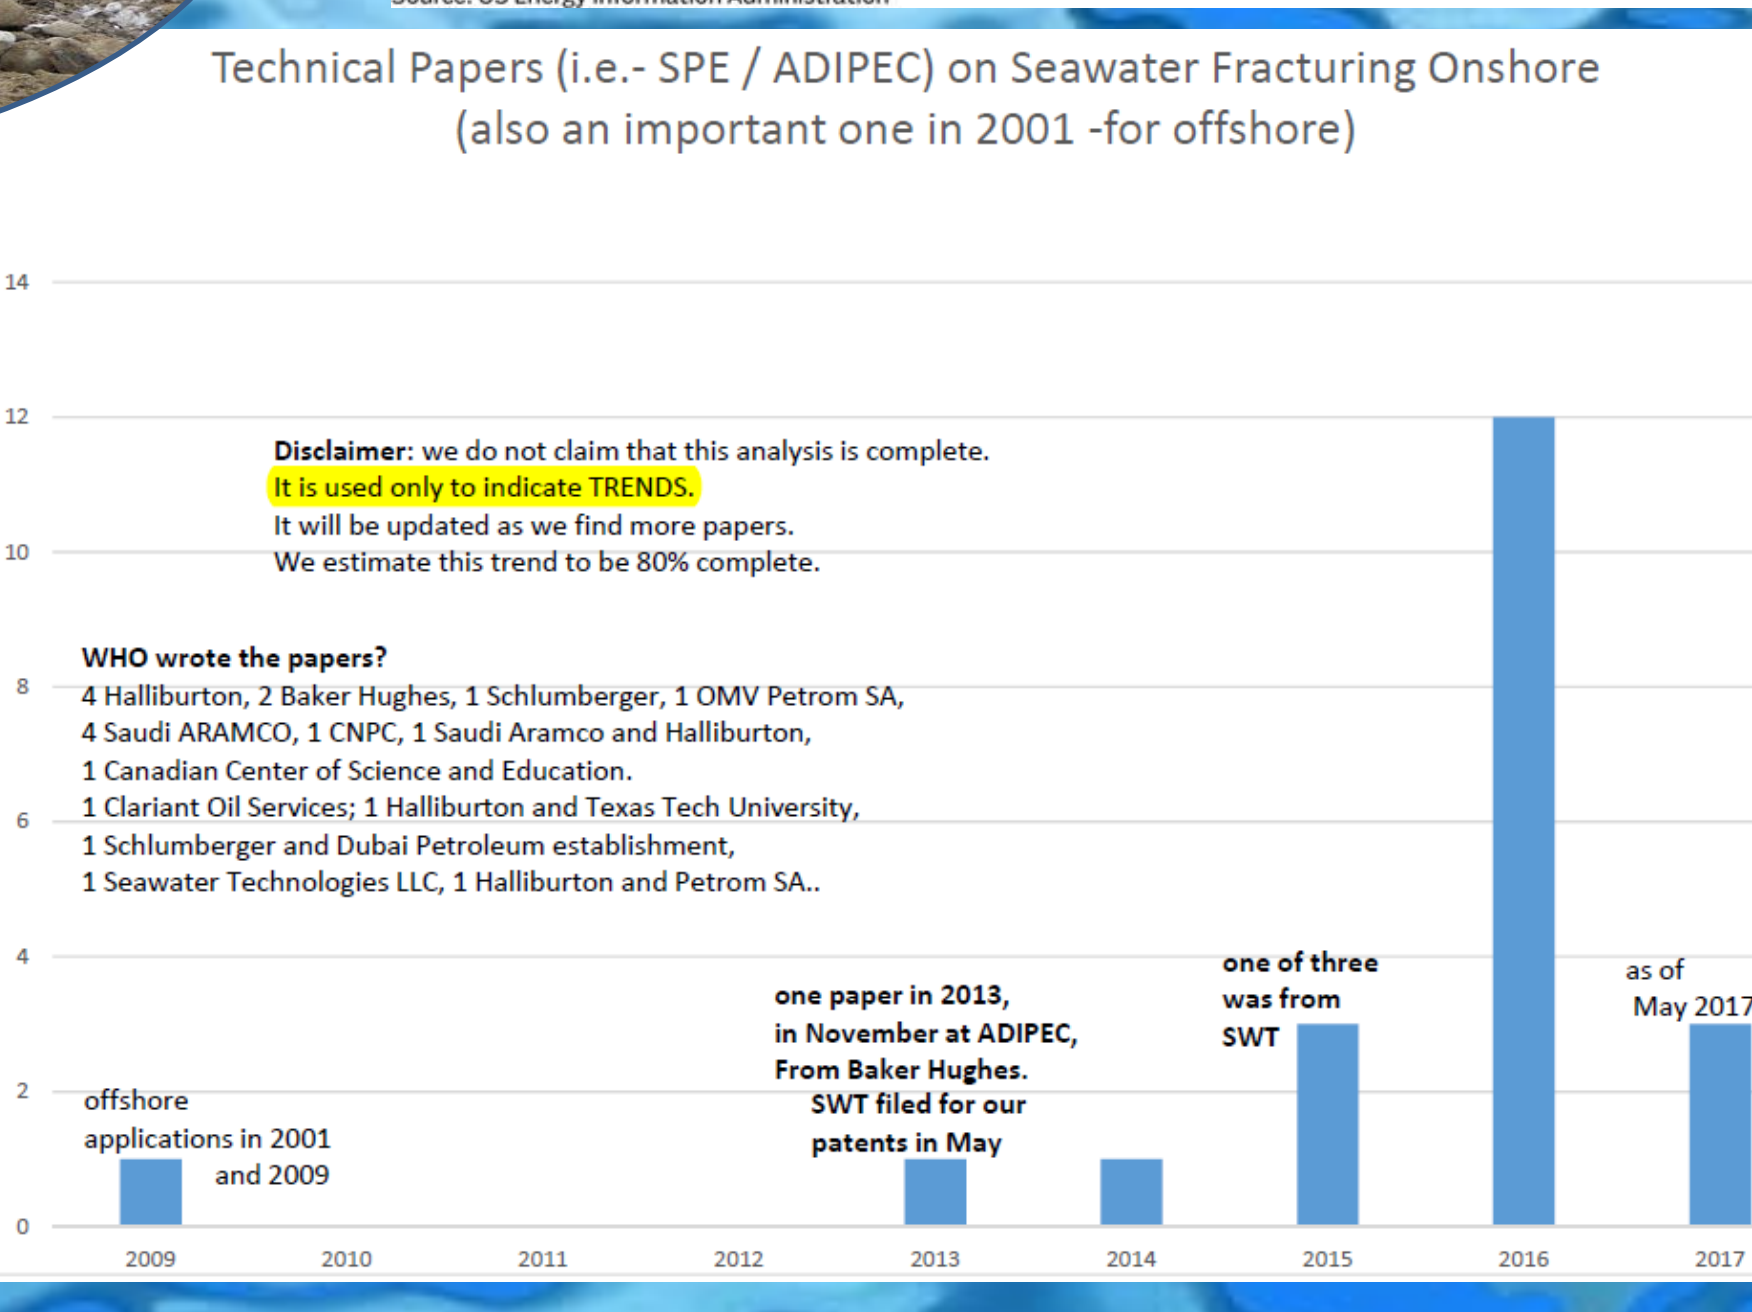 Source: US Energy Information Administration
Technical Papers (i.e.- SPE / ADIPEC) on Seawater Fracturing Onshore
(also an important one in 2001 -for offshore)
14
12
10
8
6
4
2
0
Disclaimer: we do not claim that this analysis is complete.
It is used only to indicate TRENDS.
It will be updated as we find more papers.
We estimate this trend to be 80% complete.
WHO wrote the papers?
4 Halliburton, 2 Baker Hughes, 1 Schlumberger, 1 OMV Petrom SA,
4 Saudi ARAMCO, 1 CNPC, 1 Saudi Aramco and Halliburton,
1 Canadian Center of Science and Education.
1 Clariant Oil Services; 1 Halliburton and Texas Tech University,
1 Schlumberger and Dubai Petroleum establishment,
1 Seawater Technologies LLC, 1 Halliburton and Petrom SA..
offshore
applications in 2001
and 2009
one paper in 2013,
in November at ADIPEC,
From Baker Hughes.
SWT filed for our
patents in May
one of three
was from
SWT
as of
May 2017
2009 2010 2011 2012 2013 2014 2015 2016 2017